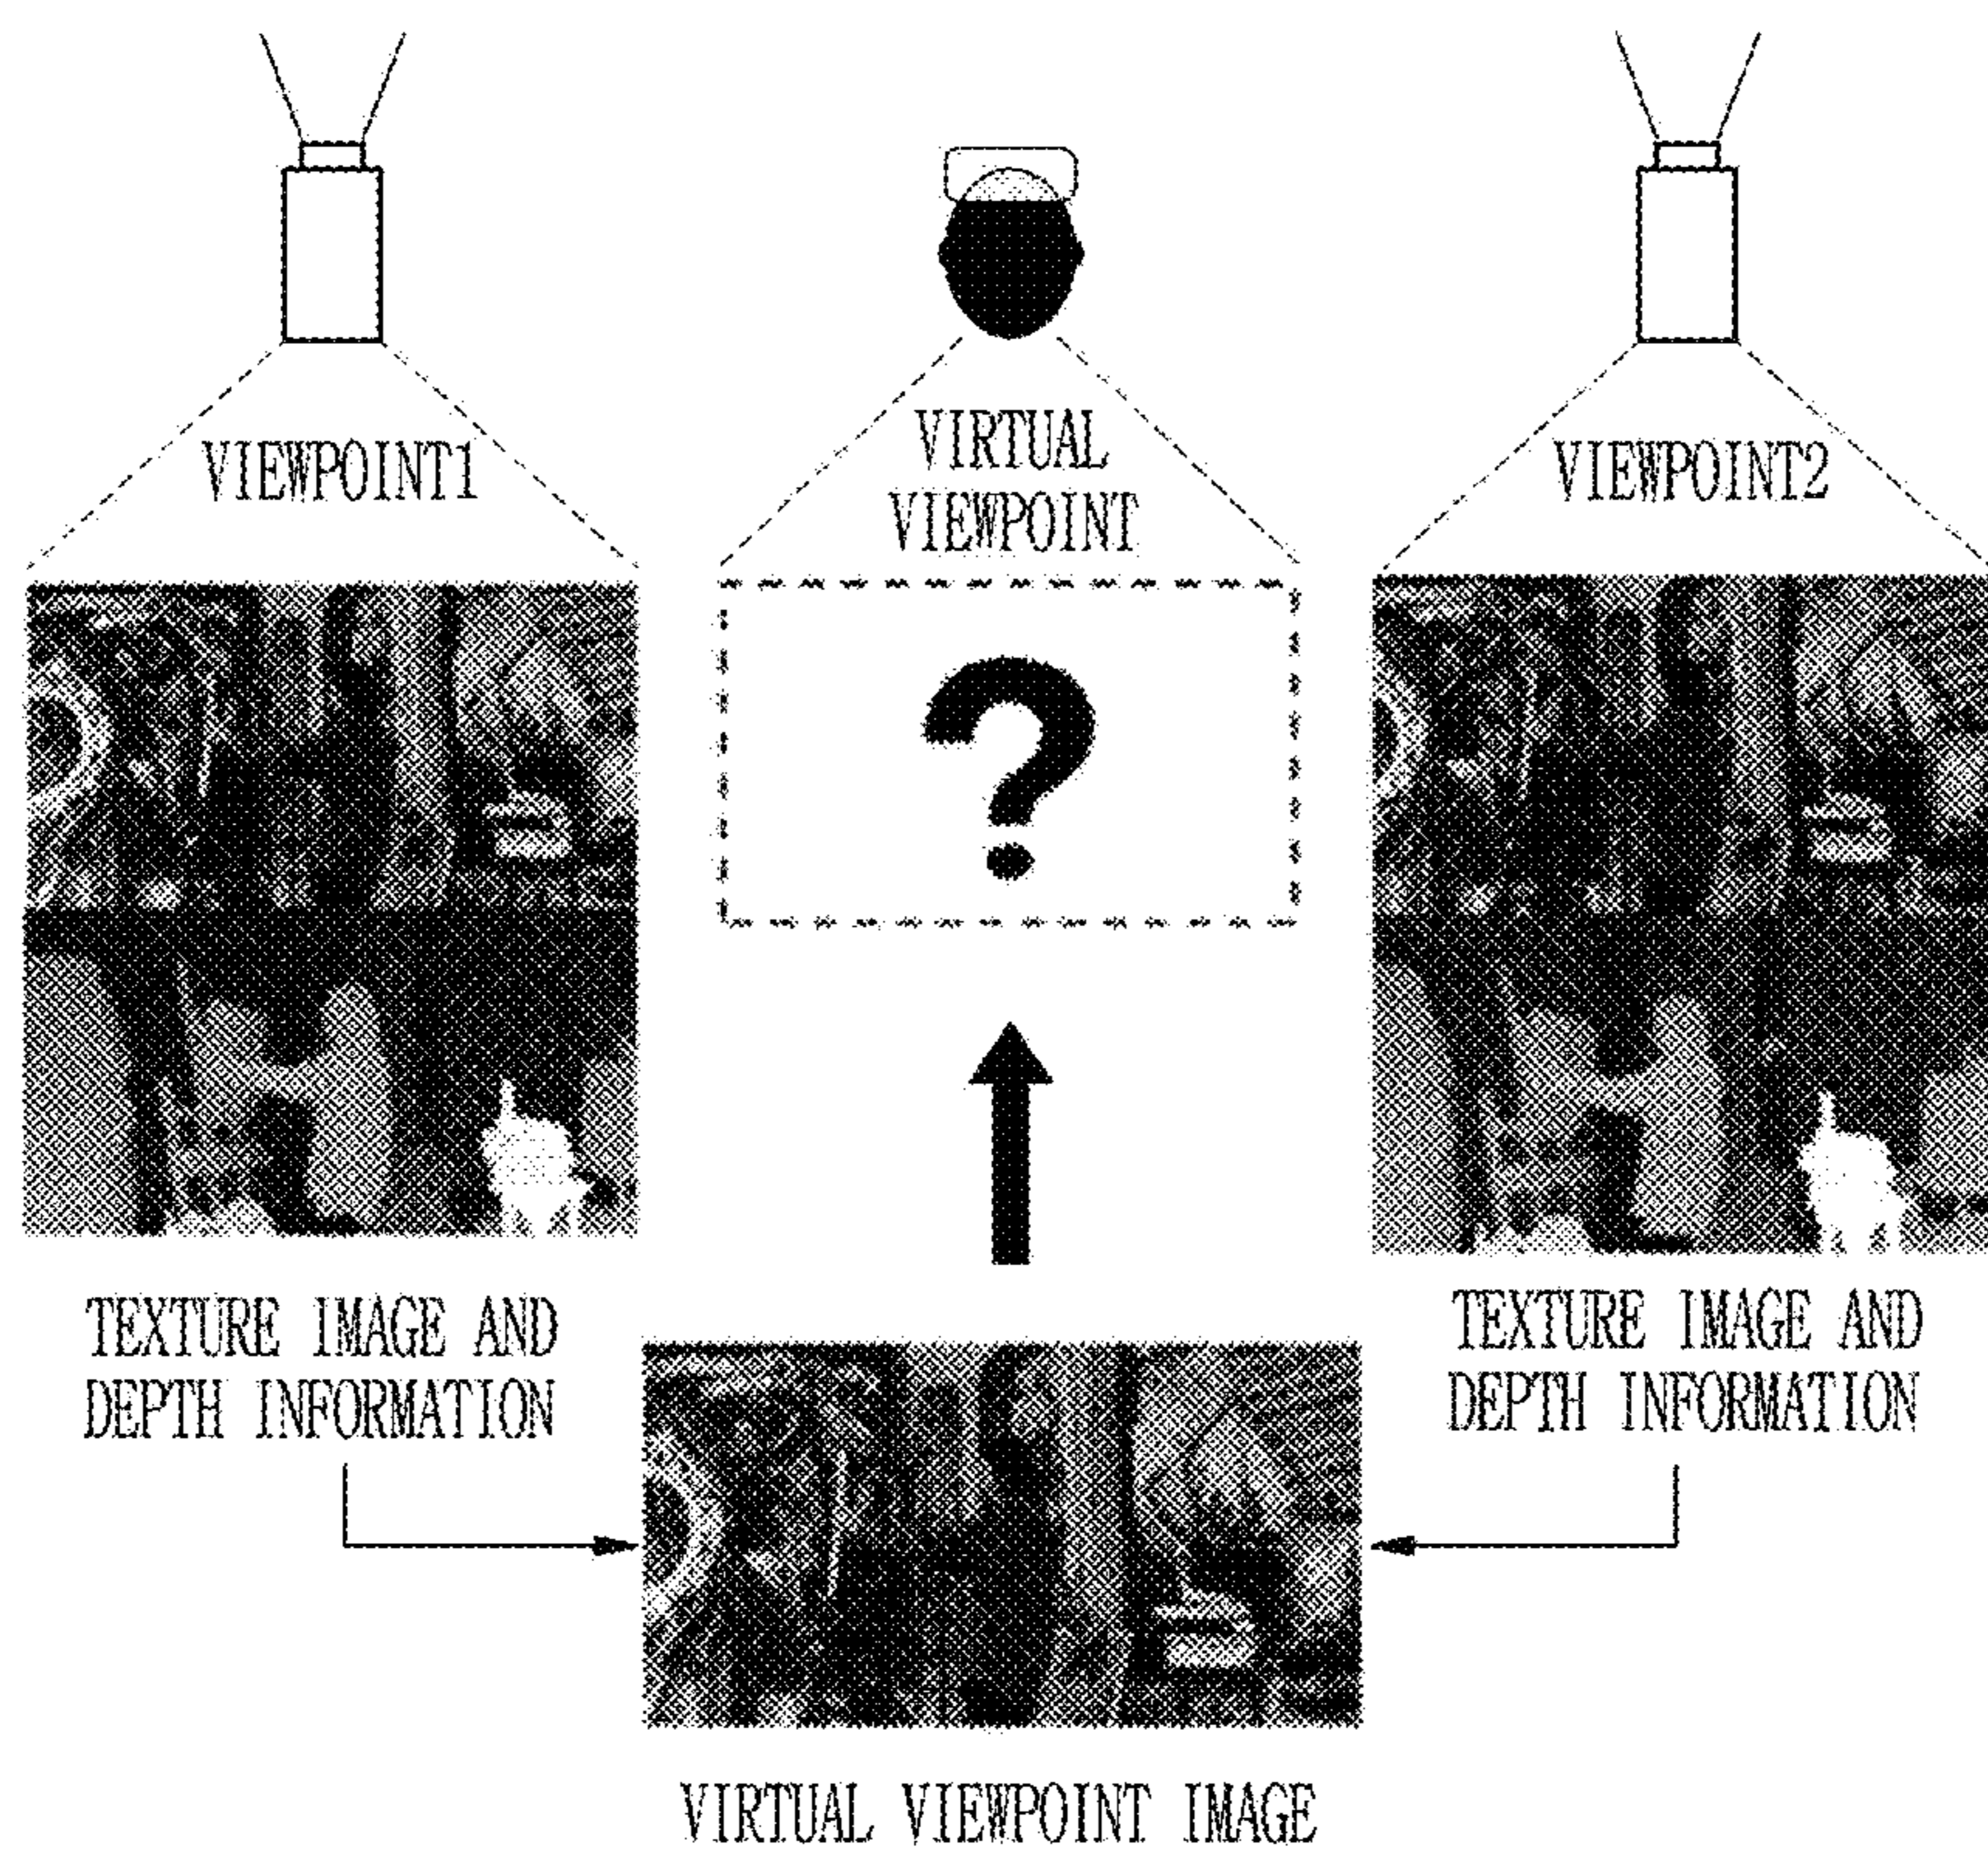 VIEWPOINT1
VIRTUAL
VIEWPOINT
VIEWPOINT2
?
TEXTURE IMAGE AND
DEPTH INFORMATION
TEXTURE IMAGE AND
DEPTH INFORMATION
VIRTUAL VIEWPOINT IMAGE